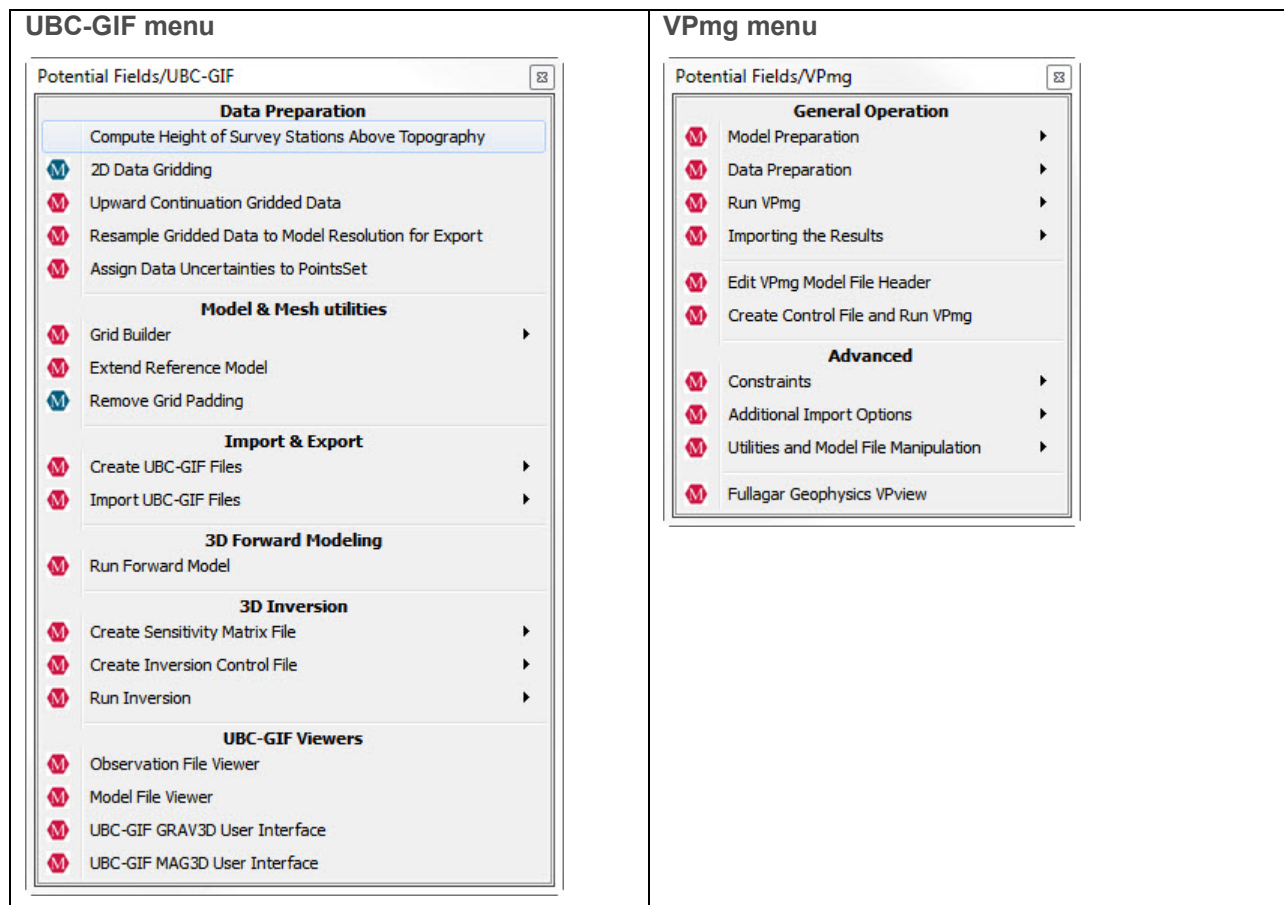 UBC-GIF menu
Potential Fields/UBC-GIF
Data Preparation
Compute Height of Survey Stations Above Topography
2D Data Gridding
Upward Continuation Gridded Data
Resample Gridded Data to Model Resolution for Export
Assign Data Uncertainties to PointsSet
Model & Mesh utilities
Grid Builder
Extend Reference Model
Remove Grid Padding
Import & Export
Create UBC-GIF Files
Import UBC-GIF Files
3D Forward Modeling
Run Forward Model
3D Inversion
Create Sensitivity Matrix File
Create Inversion Control File
Run Inversion
UBC-GIF Viewers
Observation File Viewer
Model File Viewer
UBC-GIF GRAV3D User Interface
UBC-GIF MAG3D User Interface
VPmg menu
Potential Fields/VPmg
General Operation
Model Preparation
Data Preparation
Run VPmg
Importing the Results
Edit VPmg Model File Header
Create Control File and Run VPmg
Advanced
Constraints
Additional Import Options
Utilities and Model File Manipulation
Fullagar Geophysics VPview